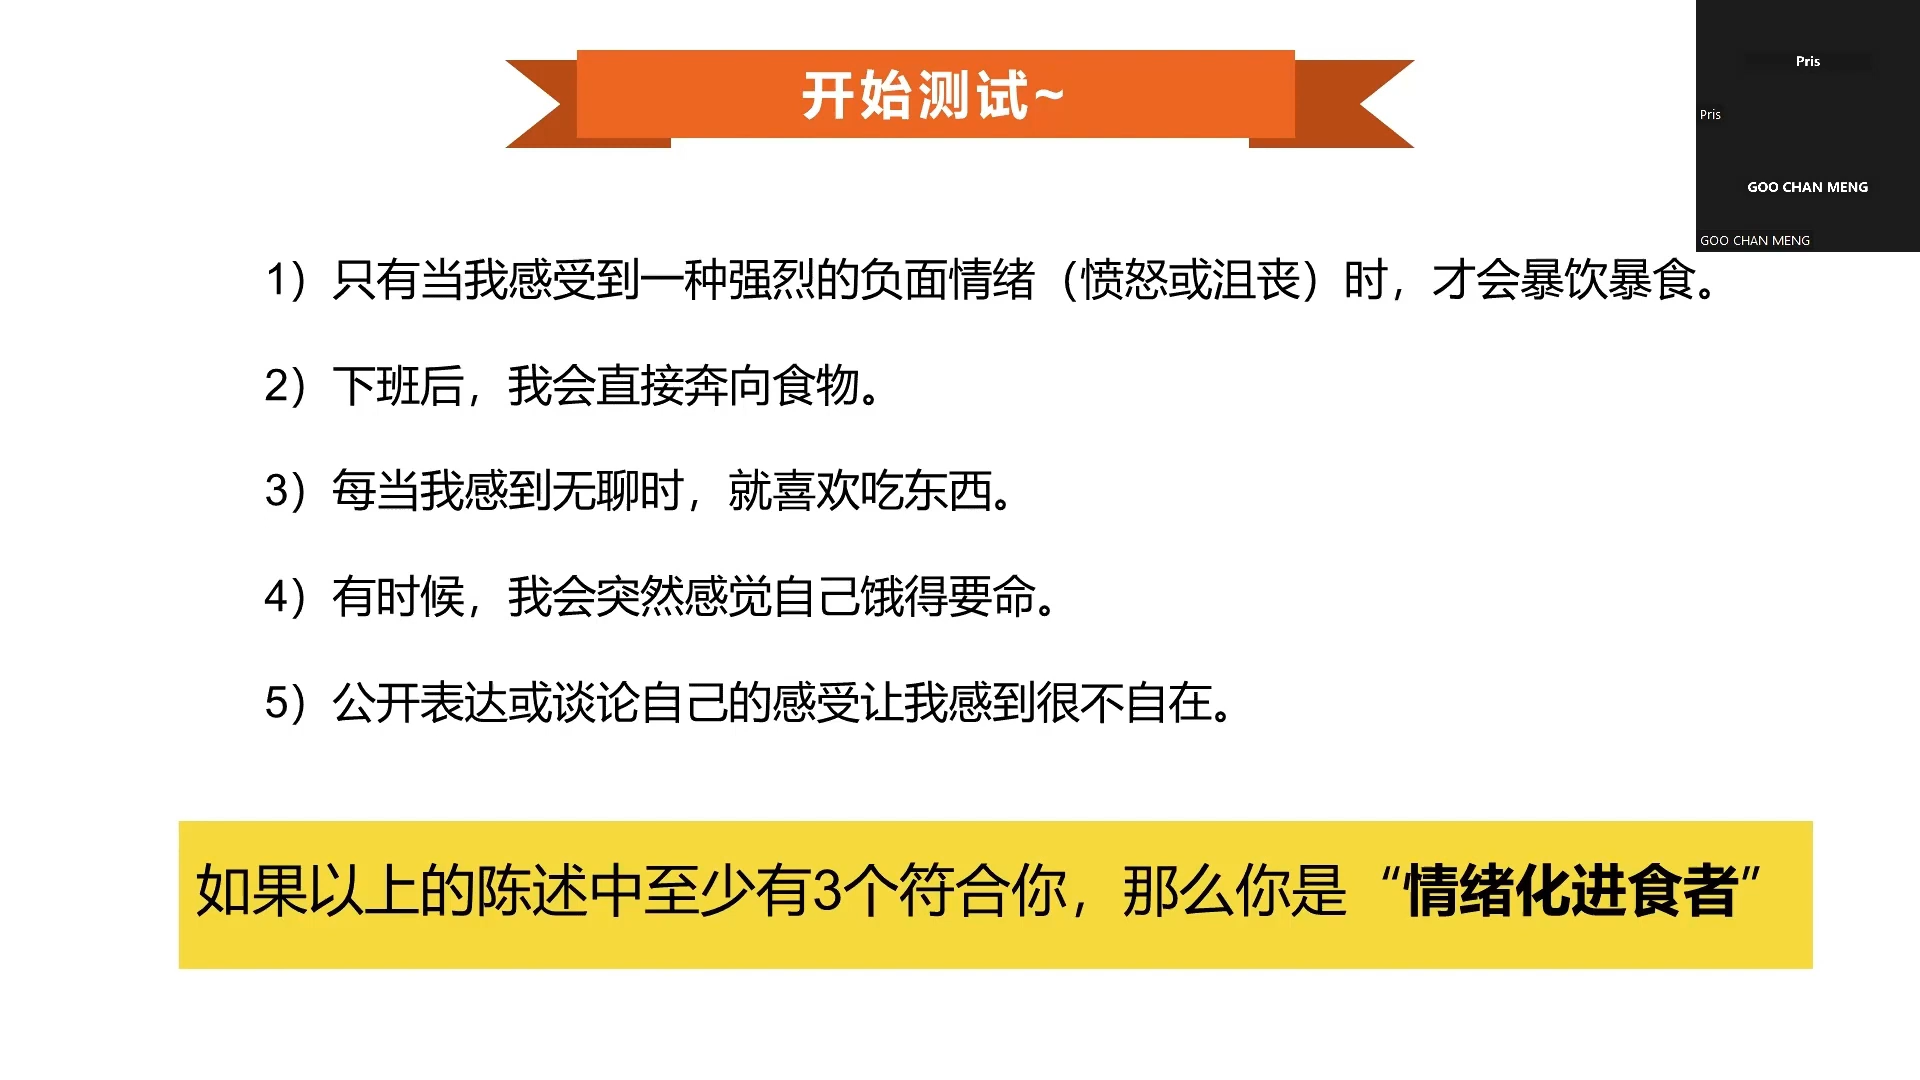 开始测试~
Pris
Pris
GOO CHAN MENG
GOO CHAN MENG
1）只有当我感受到一种强烈的负面情绪（愤怒或沮丧）时，才会暴饮暴食。
2）下班后，我会直接奔向食物。
3）每当我感到无聊时，就喜欢吃东西。
4）有时候，我会突然感觉自己饿得要命。
5）公开表达或谈论自己的感受让我感到很不自在。
如果以上的陈述中至少有3个符合你，那么你是“情绪化进食者”